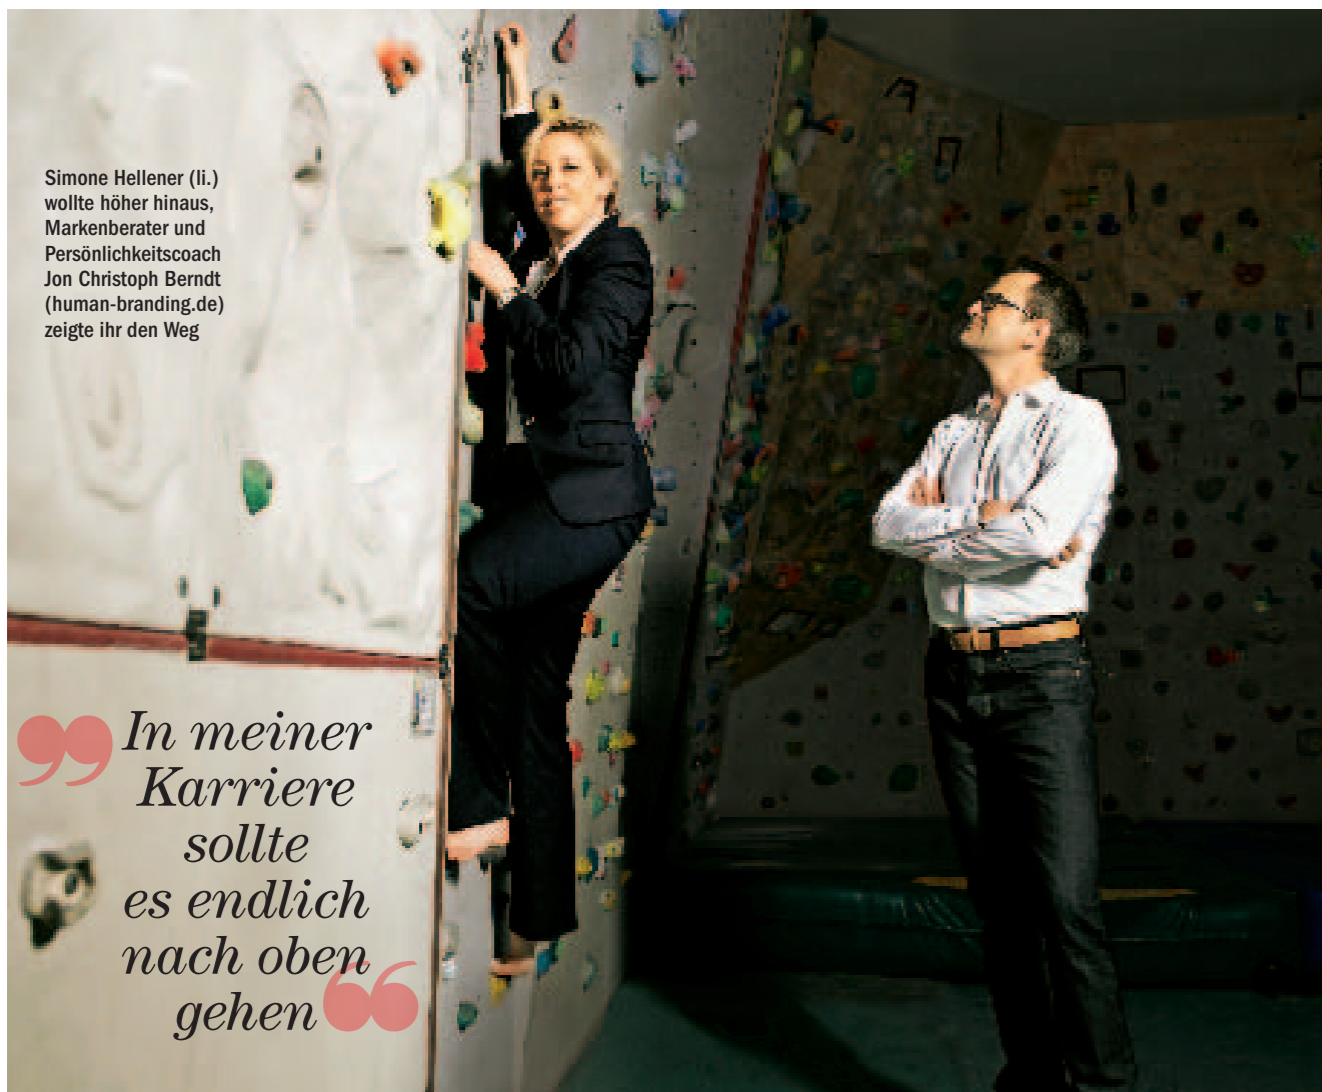 Simone Hellener (li.)
wollte höher hinaus,
Markenberater und
Persönlichkeitscoach
Jon Christoph Berndt
(human-branding.de)
zeigte ihr den Weg
❞ In meiner
Karriere
sollte
es endlich
nach oben
gehen ❝